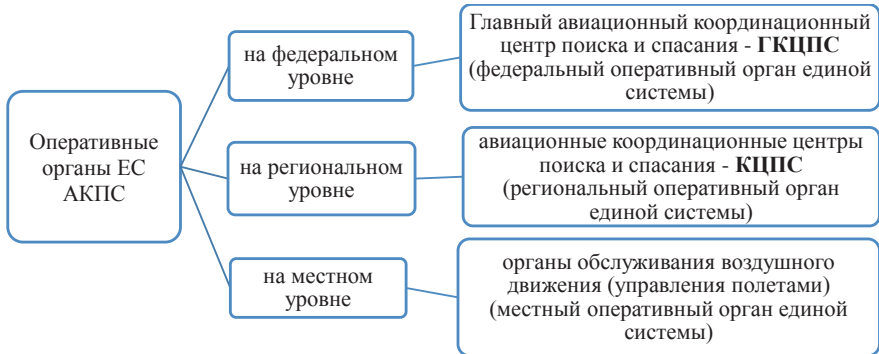 Оперативные
органы ЕС
АКПС
на федеральном
уровне
Главный авиационный координационный
центр поиска и спасания - ГКЦПС
(федеральный оперативный орган единой
системы)
на региональном
уровне
авиационные координационные центры
поиска и спасания - КЦПС
(региональный оперативный орган
единой системы)
на местном
уровне
органы обслуживания воздушного
движения (управления полетами)
(местный оперативный орган единой
системы)